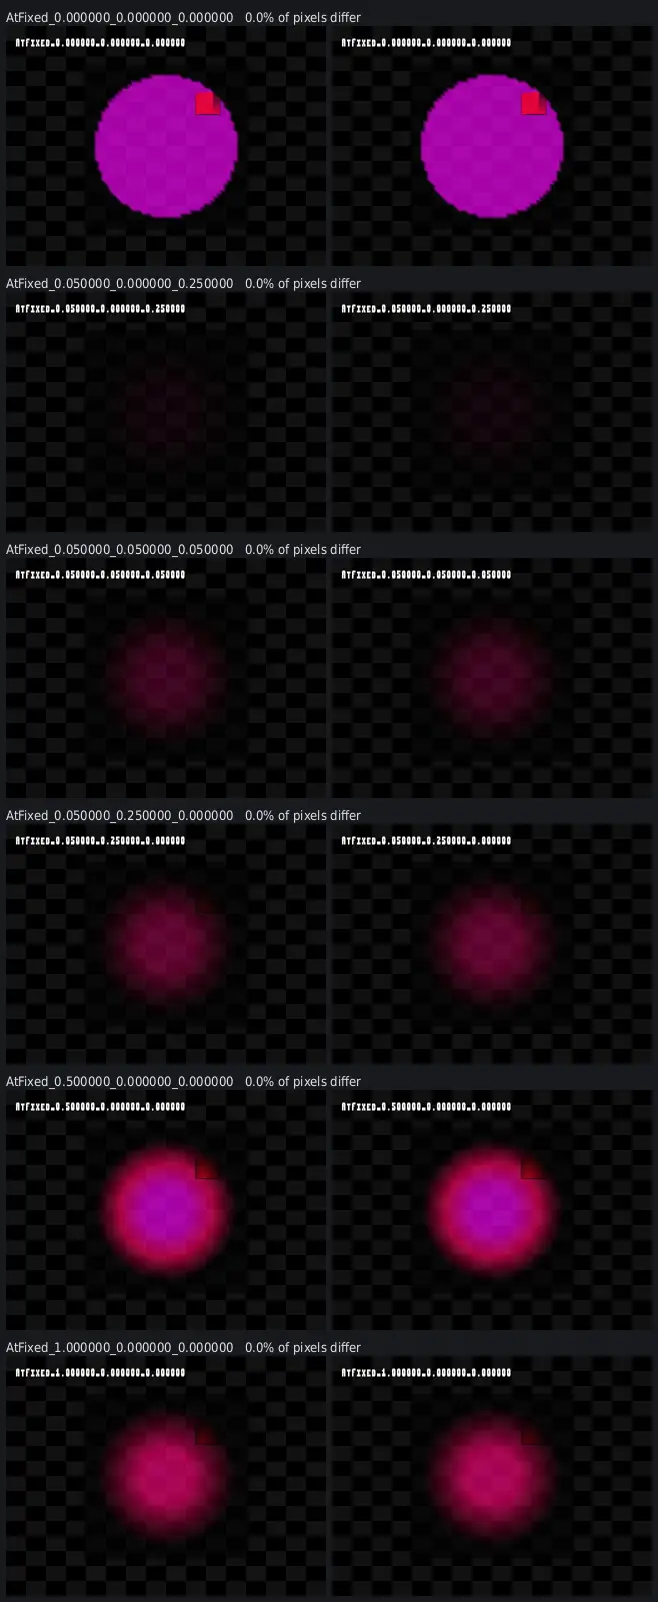 AtFixed_0.000000_0.000000_0.000000 0.0% of pixels differ
AtFixed_0.000000_0.000000_0.000000 AtFixed_0.000000_0.000000_0.000000
AtFixed_0.050000_0.000000_0.250000 0.0% of pixels differ
AtFixed_0.050000_0.000000_0.250000 AtFixed_0.050000_0.000000_0.250000
AtFixed_0.050000_0.050000_0.050000 0.0% of pixels differ
AtFixed_0.050000_0.050000_0.050000 AtFixed_0.050000_0.050000_0.050000
AtFixed_0.050000_0.250000_0.000000 0.0% of pixels differ
AtFixed_0.050000_0.250000_0.000000 AtFixed_0.050000_0.250000_0.000000
AtFixed_0.500000_0.000000_0.000000 0.0% of pixels differ
AtFixed_0.500000_0.000000_0.000000 AtFixed_0.500000_0.000000_0.000000
AtFixed_1.000000_0.000000_0.000000 0.0% of pixels differ
AtFixed_1.000000_0.000000_0.000000 AtFixed_1.000000_0.000000_0.000000